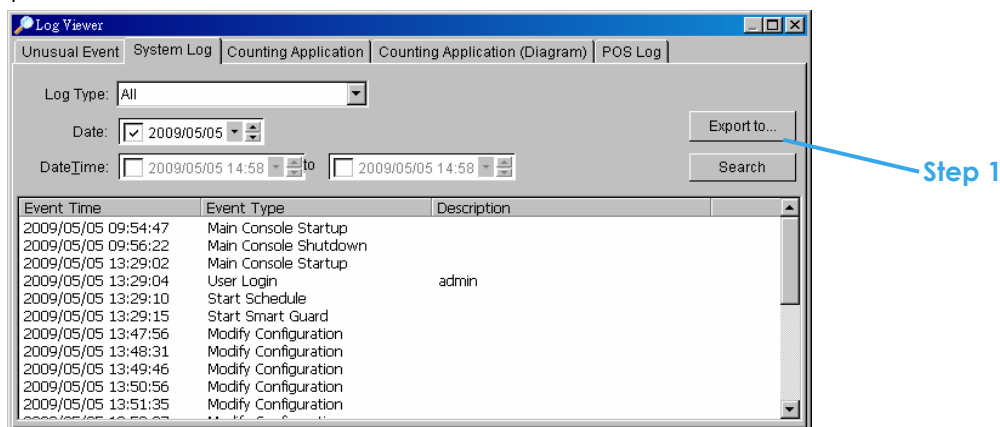 Log Viewer
Unusual Event System Log Counting Application Counting Application (Diagram) POS Log
Log Type: All
Date: 2009/05/05
Export to...
DateTime: 2009/05/05 14:58 to 2009/05/05 14:58
Search
Step 1
Event Time Event Type Description
2009/05/05 09:54:47 Main Console Startup
2009/05/05 09:56:22 Main Console Shutdown
2009/05/05 13:29:02 Main Console Startup
2009/05/05 13:29:04 User Login admin
2009/05/05 13:29:10 Start Schedule
2009/05/05 13:29:15 Start Smart Guard
2009/05/05 13:47:56 Modify Configuration
2009/05/05 13:48:31 Modify Configuration
2009/05/05 13:49:46 Modify Configuration
2009/05/05 13:50:56 Modify Configuration
2009/05/05 13:51:35 Modify Configuration